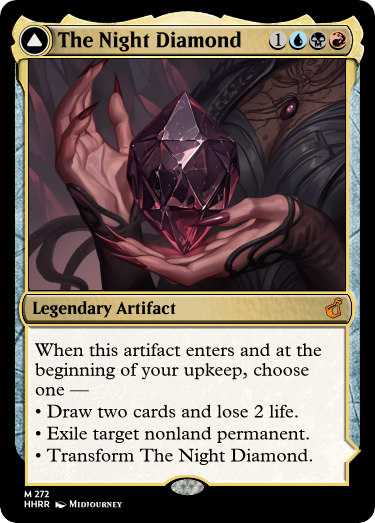 The Night Diamond 1
Legendary Artifact
When this artifact enters and at the
beginning of your upkeep, choose
one —
• Draw two cards and lose 2 life.
• Exile target nonland permanent.
• Transform The Night Diamond.
M 272
HHRR Midjourney